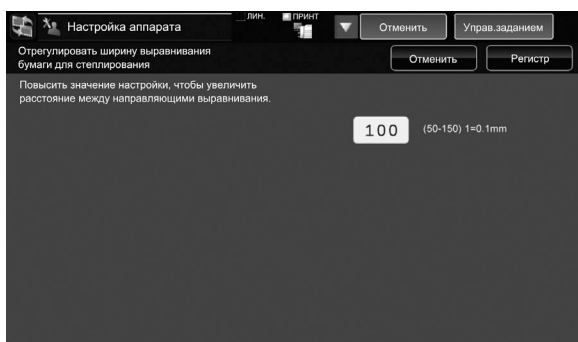 Настройка аппарата
ЛИН.
ПРИНТ
Отменить
Управ.заданием
Отрегулировать ширину выравнивания
бумаги для степлирования
Отменить
Регистр
Повысить значение настройки, чтобы увеличить
расстояние между направляющими выравнивания.
100
(50-150) 1=0.1mm